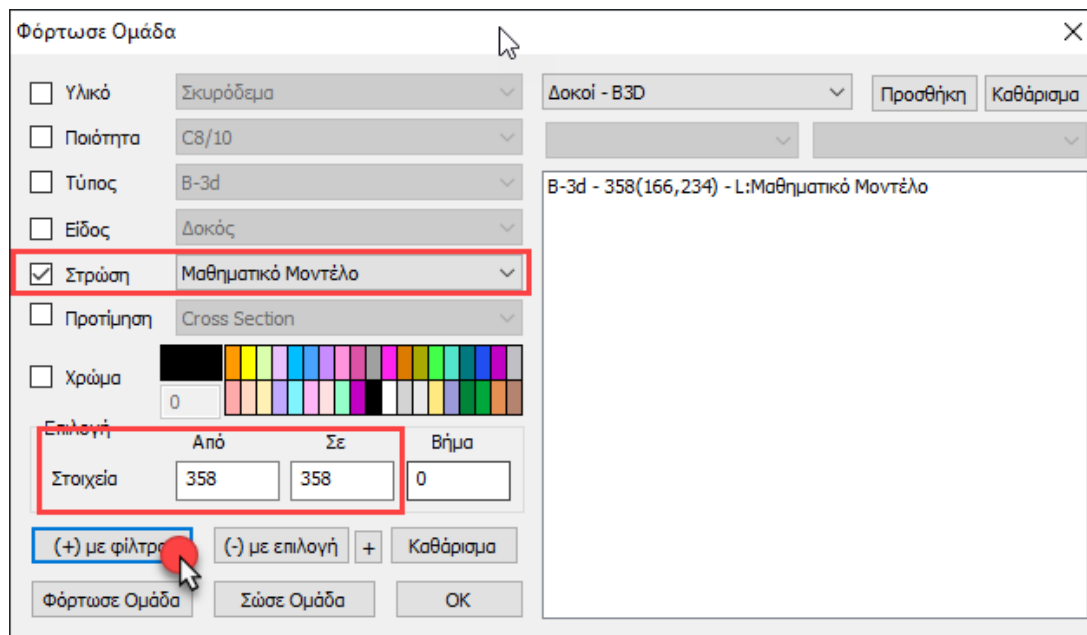 Φόρτωσε Ομάδα
Υλικό Σκυρόδεμα
Ποιότητα C8/10
Τύπος B-3d
Είδος Δοκός
Στρώση Μαθηματικό Μοντέλο
Προτίμηση Cross Section
Χρώμα
0
Επιλογή
Από Σε Βήμα
Στοιχεία 358 358 0
(+) με φίλτρο (-) με επιλογή + Καθάρισμα
Φόρτωσε Ομάδα Σώσε Ομάδα OK
Δοκοί - B3D Προσθήκη Καθάρισμα
B-3d - 358(166,234) - L:Μαθηματικό Μοντέλο